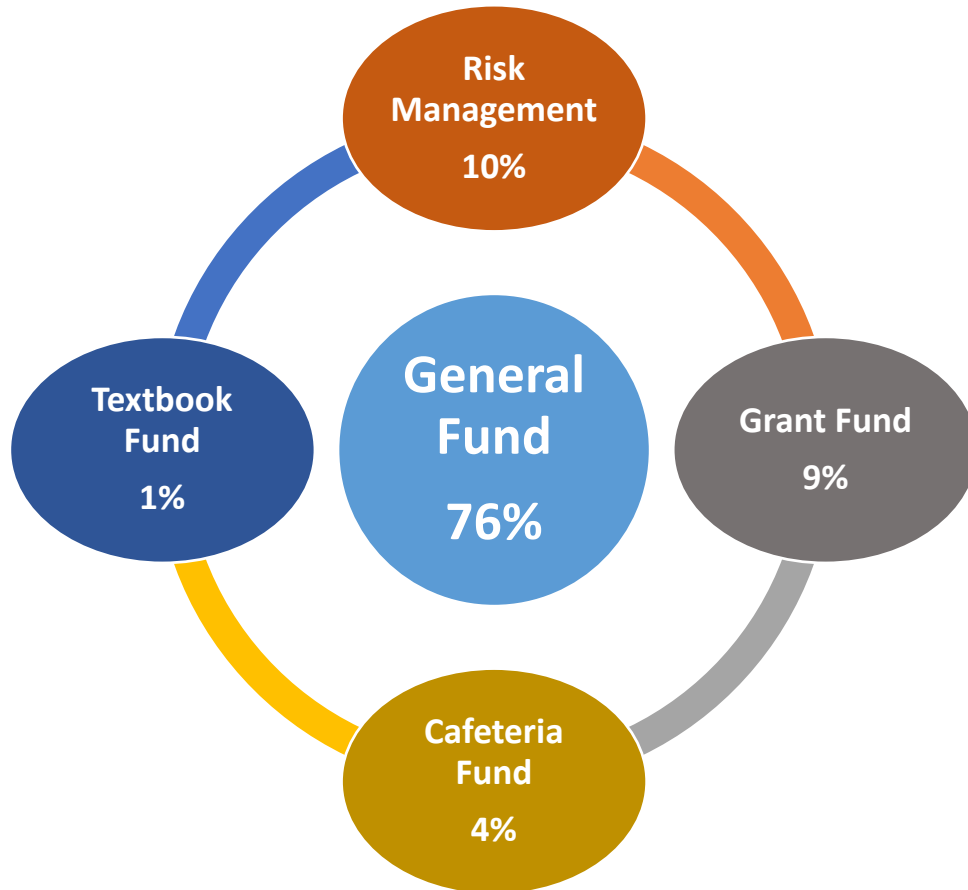 Risk
Management
10%
General
Fund
76%
Textbook
Fund
1%
Grant Fund
9%
Cafeteria
Fund
4%